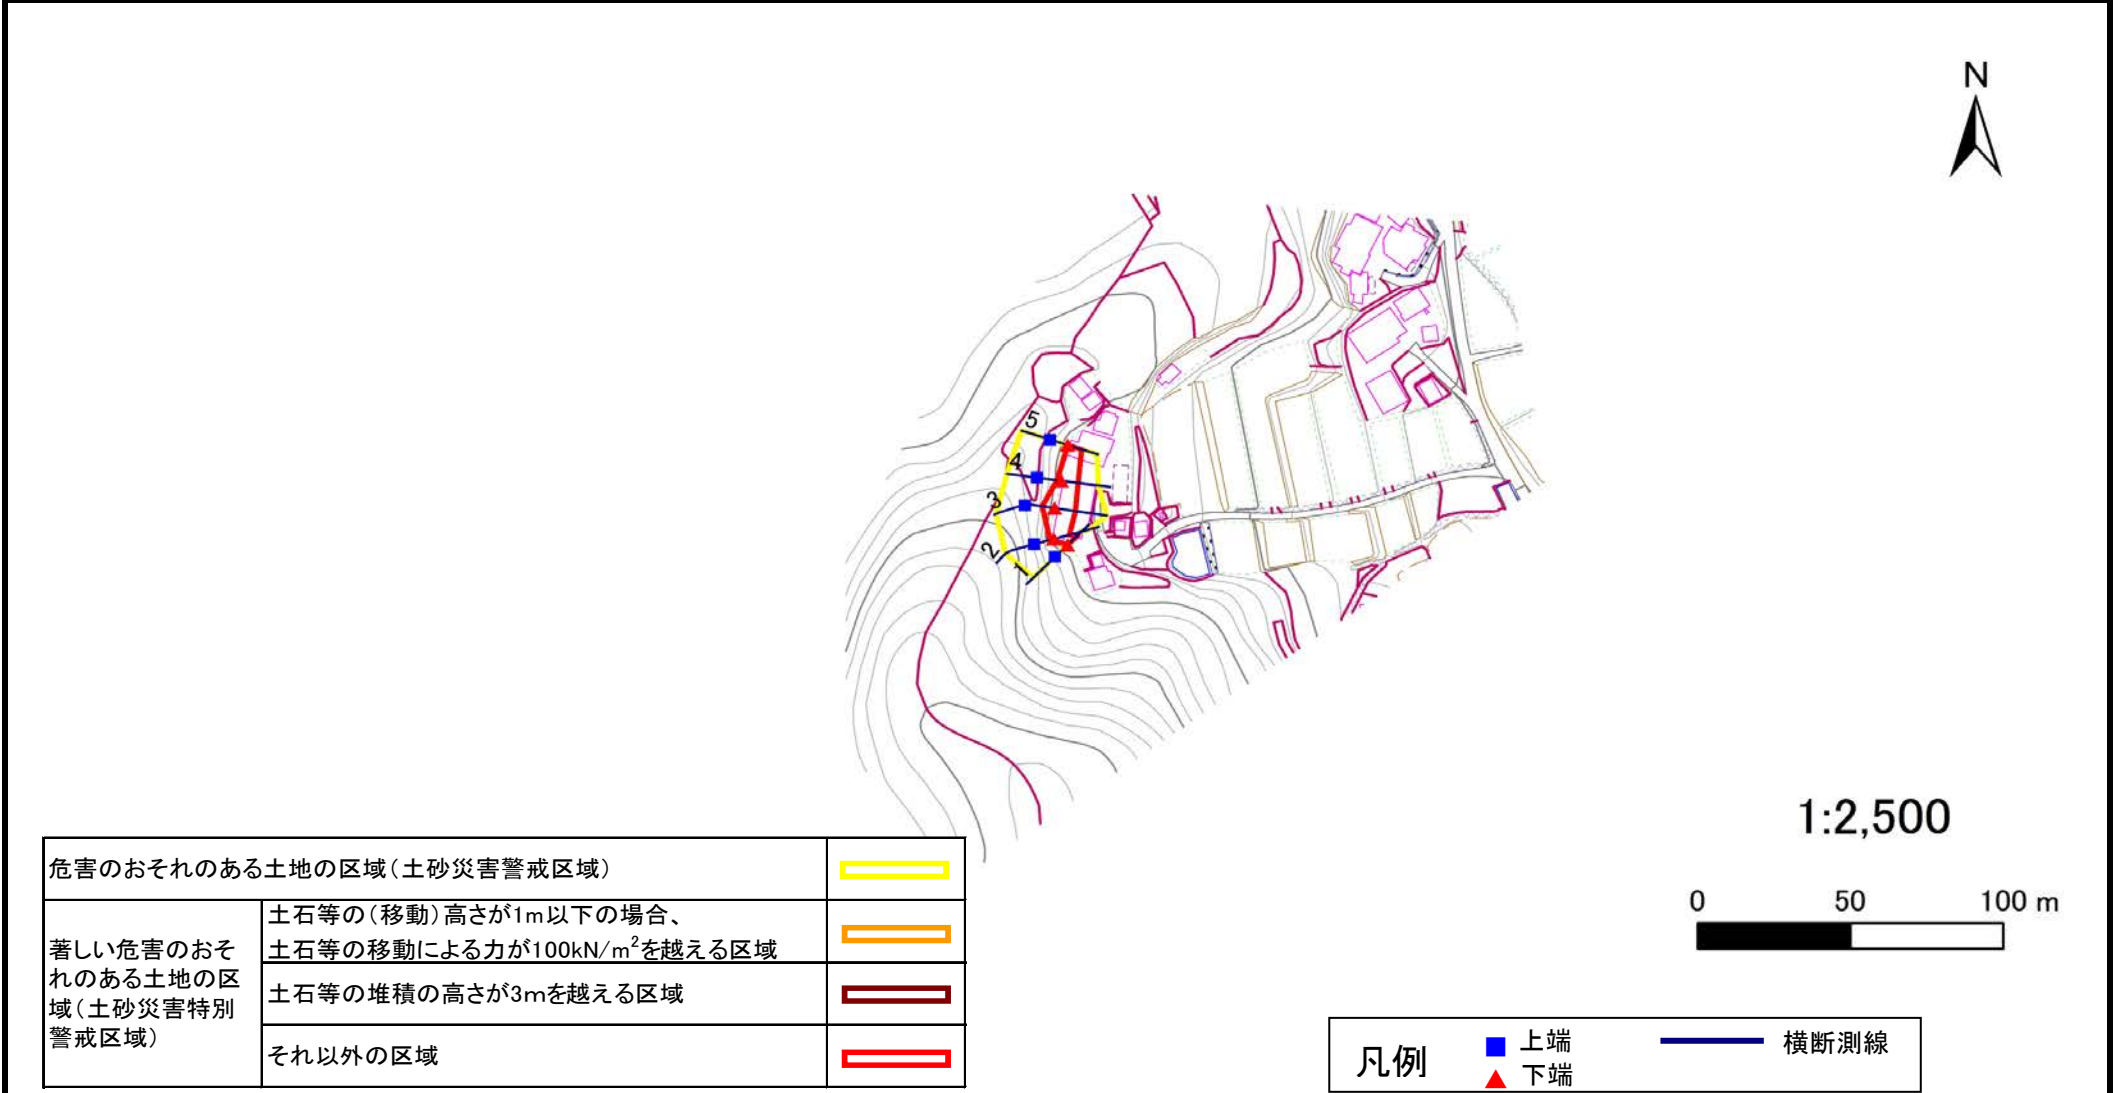 N
5
4
3
2
1
1:2,500
0 50 100 m
危害のおそれのある土地の区域(土砂災害警戒区域)
著しい危害のおそ
れのある土地の区
域(土砂災害特別
警戒区域)
土石等の(移動)高さが1m以下の場合、
土石等の移動による力が100kN/m²を越える区域
土石等の堆積の高さが3mを越える区域
それ以外の区域
凡例
上端
下端
横断測線